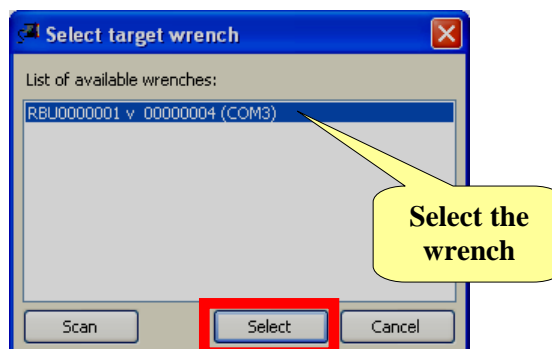 Select target wrench
List of available wrenches:
RBU0000001 v 00000004 (COM3)
Select the
wrench
Scan
Select
Cancel